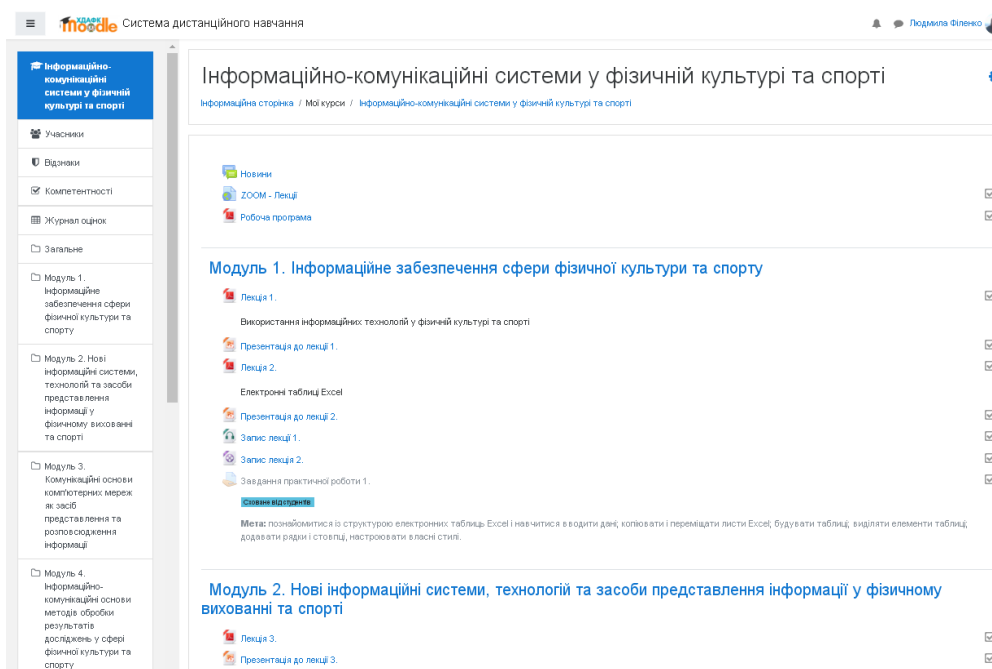 ХДАФК
moodle
Система дистанційного навчання
Людмила Філенко
Інформаційно-
комунікаційні
системи у фізичній
культурі та спорті
Учасники
Відзнаки
Компетентності
Журнал оцінок
Загальне
Модуль 1.
Інформаційне
забезпечення сфери
фізичної культури та
спорту
Модуль 2. Нові
інформаційні системи,
технологій та засоби
представлення
інформації у
фізичному вихованні
та спорті
Модуль 3.
Комунікаційні основи
комп'ютерних мереж
як засіб
представлення та
розповсюдження
інформації
Модуль 4.
Інформаційно-
комунікаційні основи
методів обробки
результатів
досліджень у сфері
фізичної культури та
спорту
Інформаційно-комунікаційні системи у фізичній культурі та спорті
Інформаційна сторінка / Мої курси / Інформаційно-комунікаційні системи у фізичній культурі та спорті
Новини
ZOOM - Лекції
Робоча програма
Модуль 1. Інформаційне забезпечення сфери фізичної культури та спорту
Лекція 1.
Використання інформаційних технологій у фізичній культурі та спорті
Презентація до лекції 1.
Лекція 2.
Електронні таблиці Excel
Презентація до лекції 2.
Запис лекції 1.
Запис лекція 2.
Завдання практичної роботи 1.
Сховане від студентів
Мета: познайомитися із структурою електронних таблиць Excel і навчитися вводити дані; копіювати і переміщати листи Excel; будувати таблиці; виділяти елементи таблиці;
додавати рядки і стовпці, настроювати власні стилі.
Модуль 2. Нові інформаційні системи, технологій та засоби представлення інформації у фізичному
вихованні та спорті
Лекція 3.
Презентація до лекції 3.